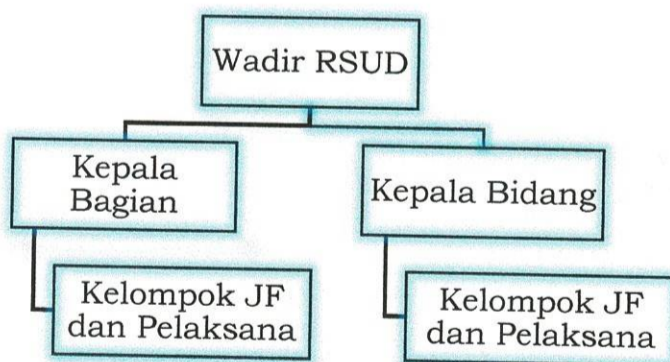 Wadir RSUD
Kepala
Bagian
Kepala Bidang
Kelompok JF
dan Pelaksana
Kelompok JF
dan Pelaksana